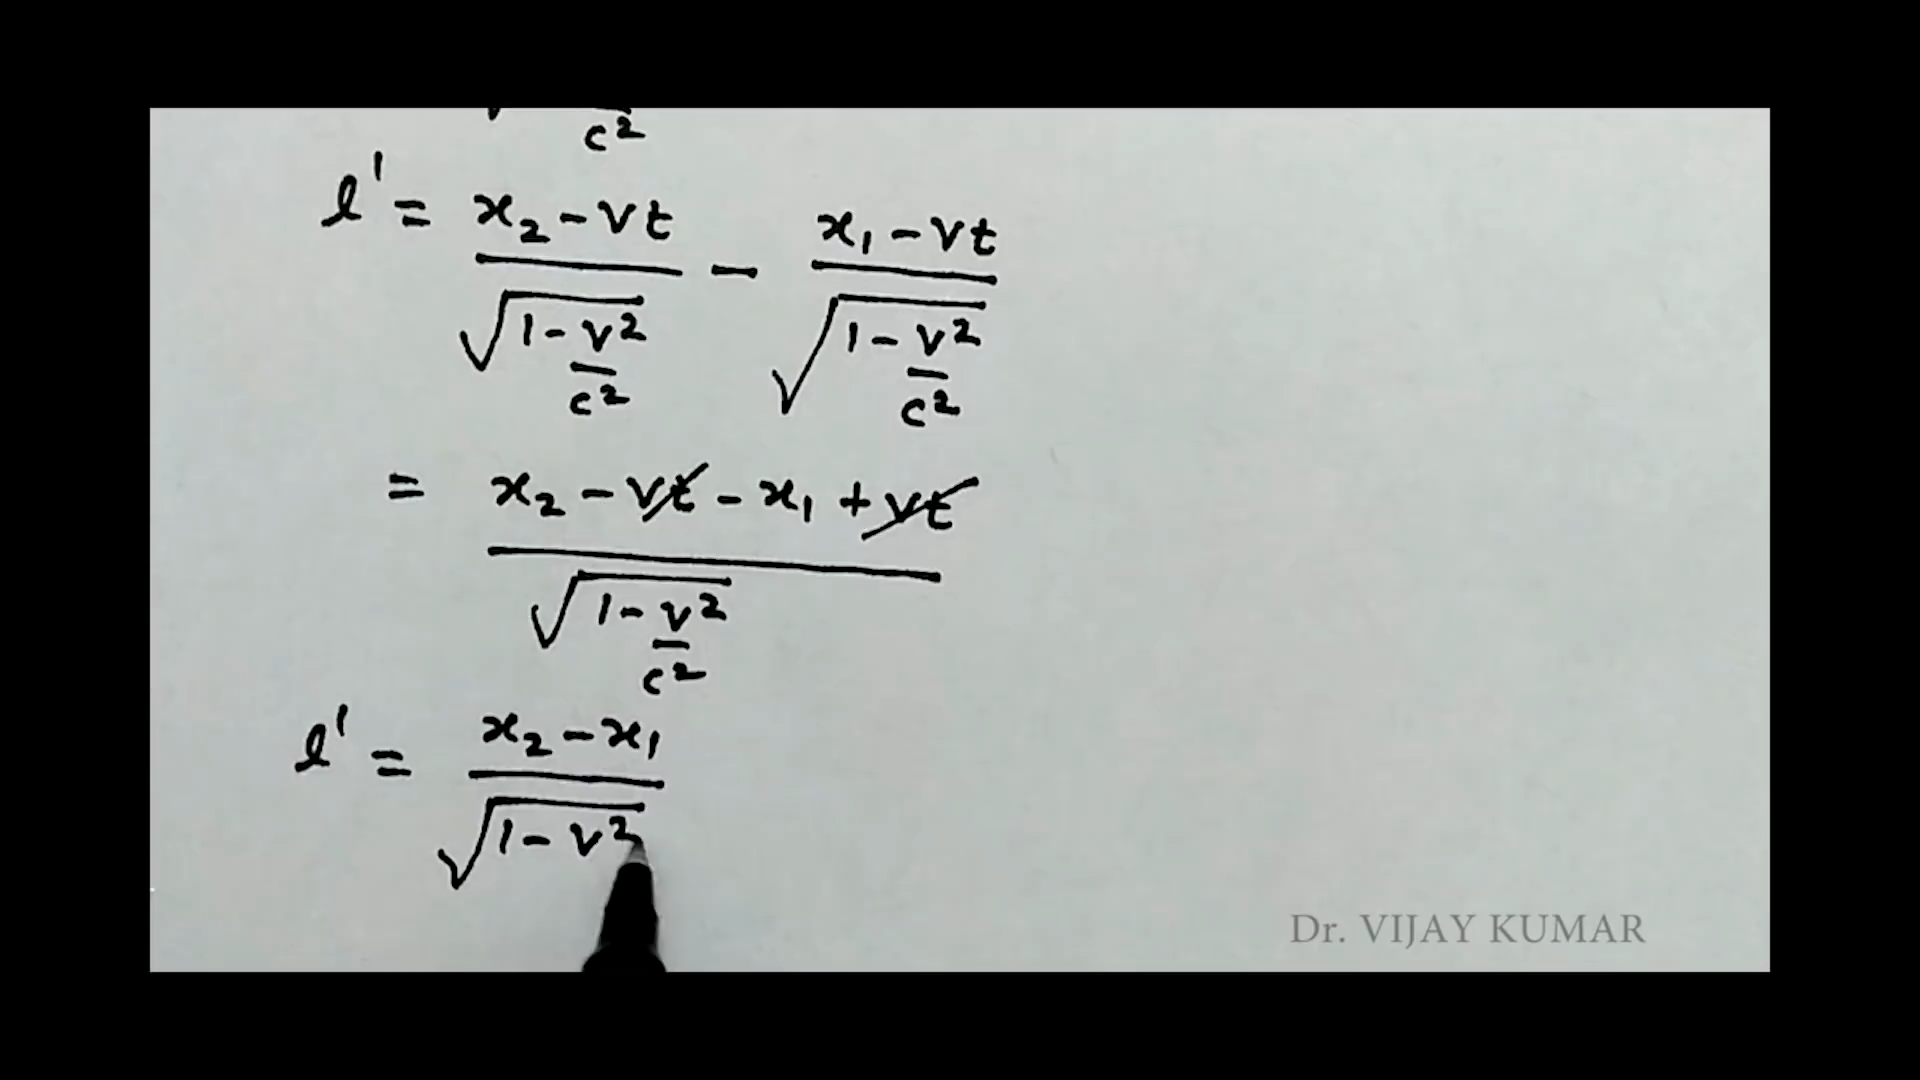 c²
l' = x₂ - vt / √(1 - v²/c²) - x₁ - vt / √(1 - v²/c²)
= x₂ - vt - x₁ + vt / √(1 - v²/c²)
l' = x₂ - x₁ / √(1 - v²
Dr. VIJAY KUMAR